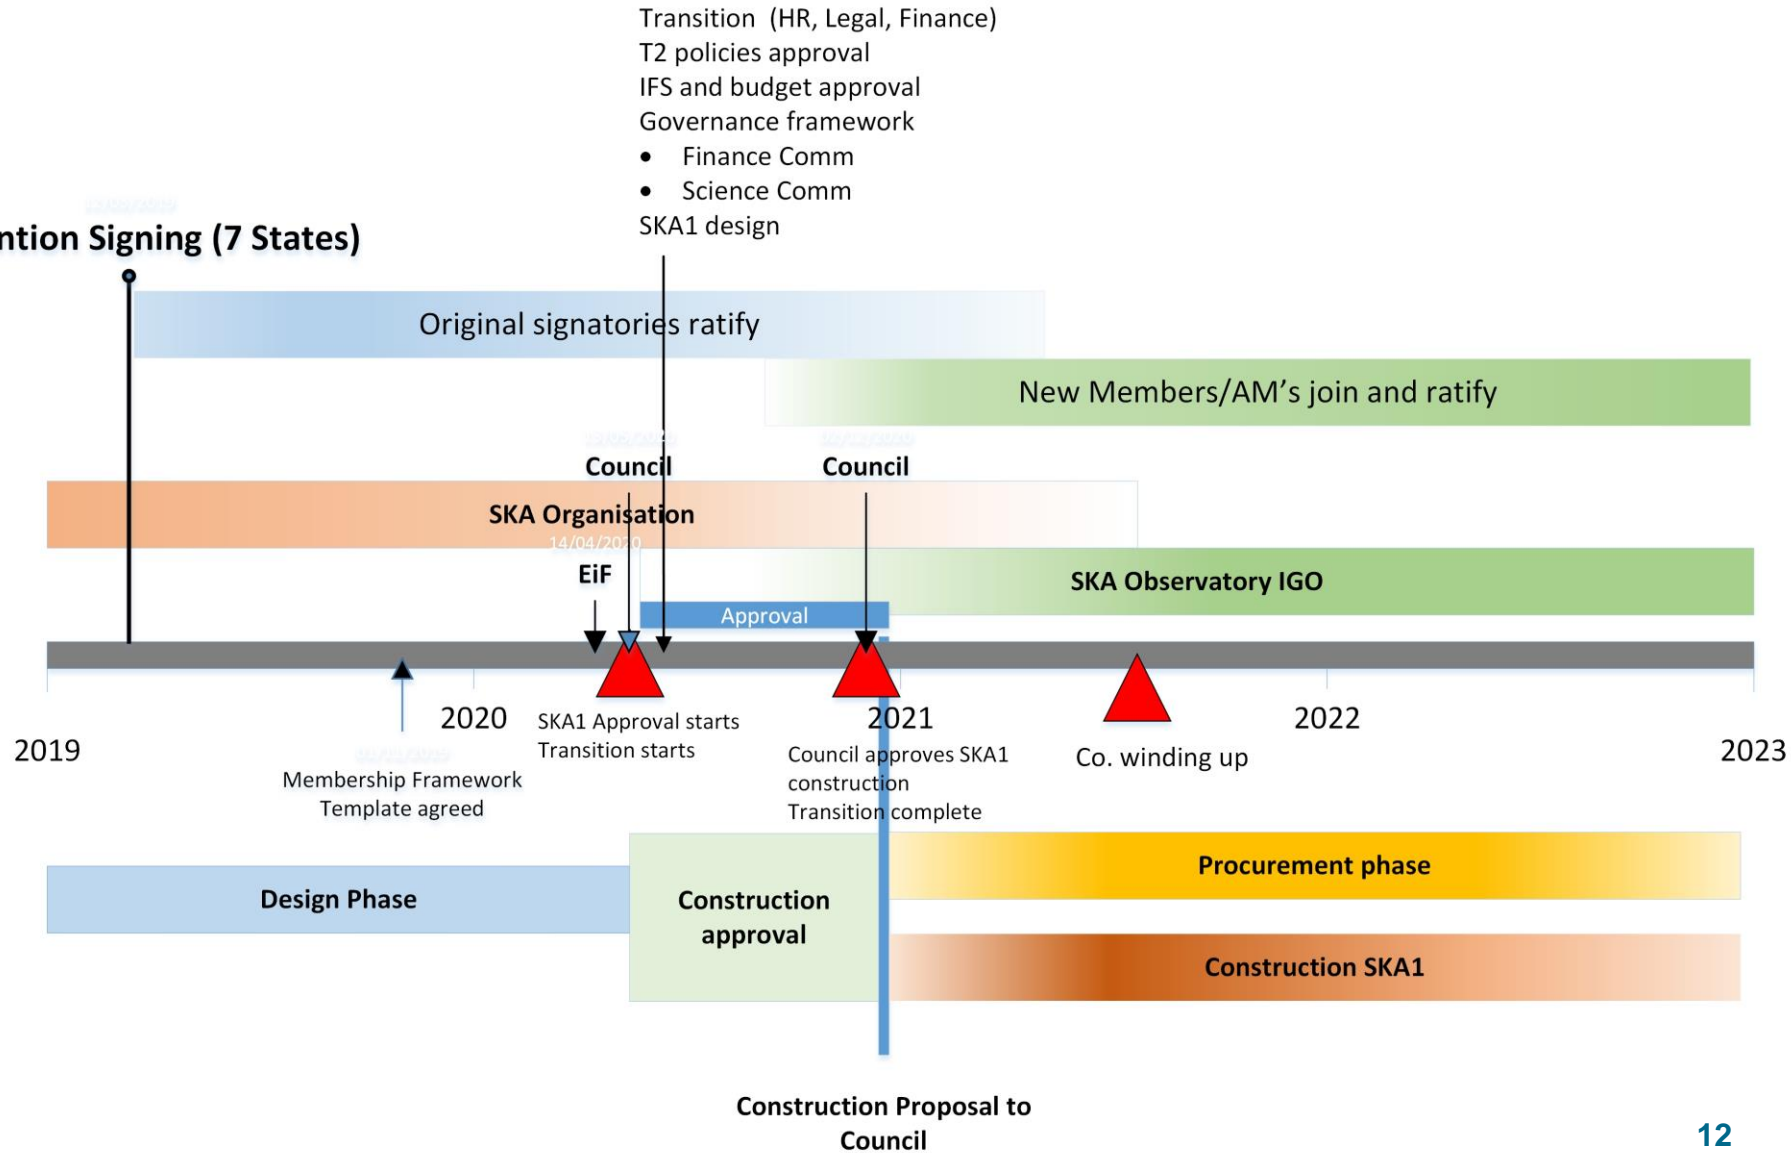 Transition (HR, Legal, Finance)
T2 policies approval
IFS and budget approval
Governance framework
• Finance Comm
• Science Comm
SKA1 design
ntion Signing (7 States)
Original signatories ratify
New Members/AM's join and ratify
Council
Council
SKA Organisation
14/04/2020
EiF
SKA Observatory IGO
Approval
2019
2020
2021
2022
2023
SKA1 Approval starts
Transition starts
Council approves SKA1
construction
Transition complete
Co. winding up
Membership Framework
Template agreed
Design Phase
Construction
approval
Procurement phase
Construction SKA1
Construction Proposal to
Council
12